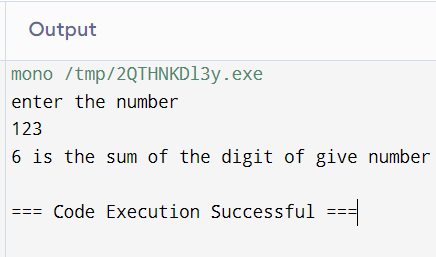 Output
mono /tmp/2QTHNKDl3y.exe
enter the number
123
6 is the sum of the digit of give number
=== Code Execution Successful ===